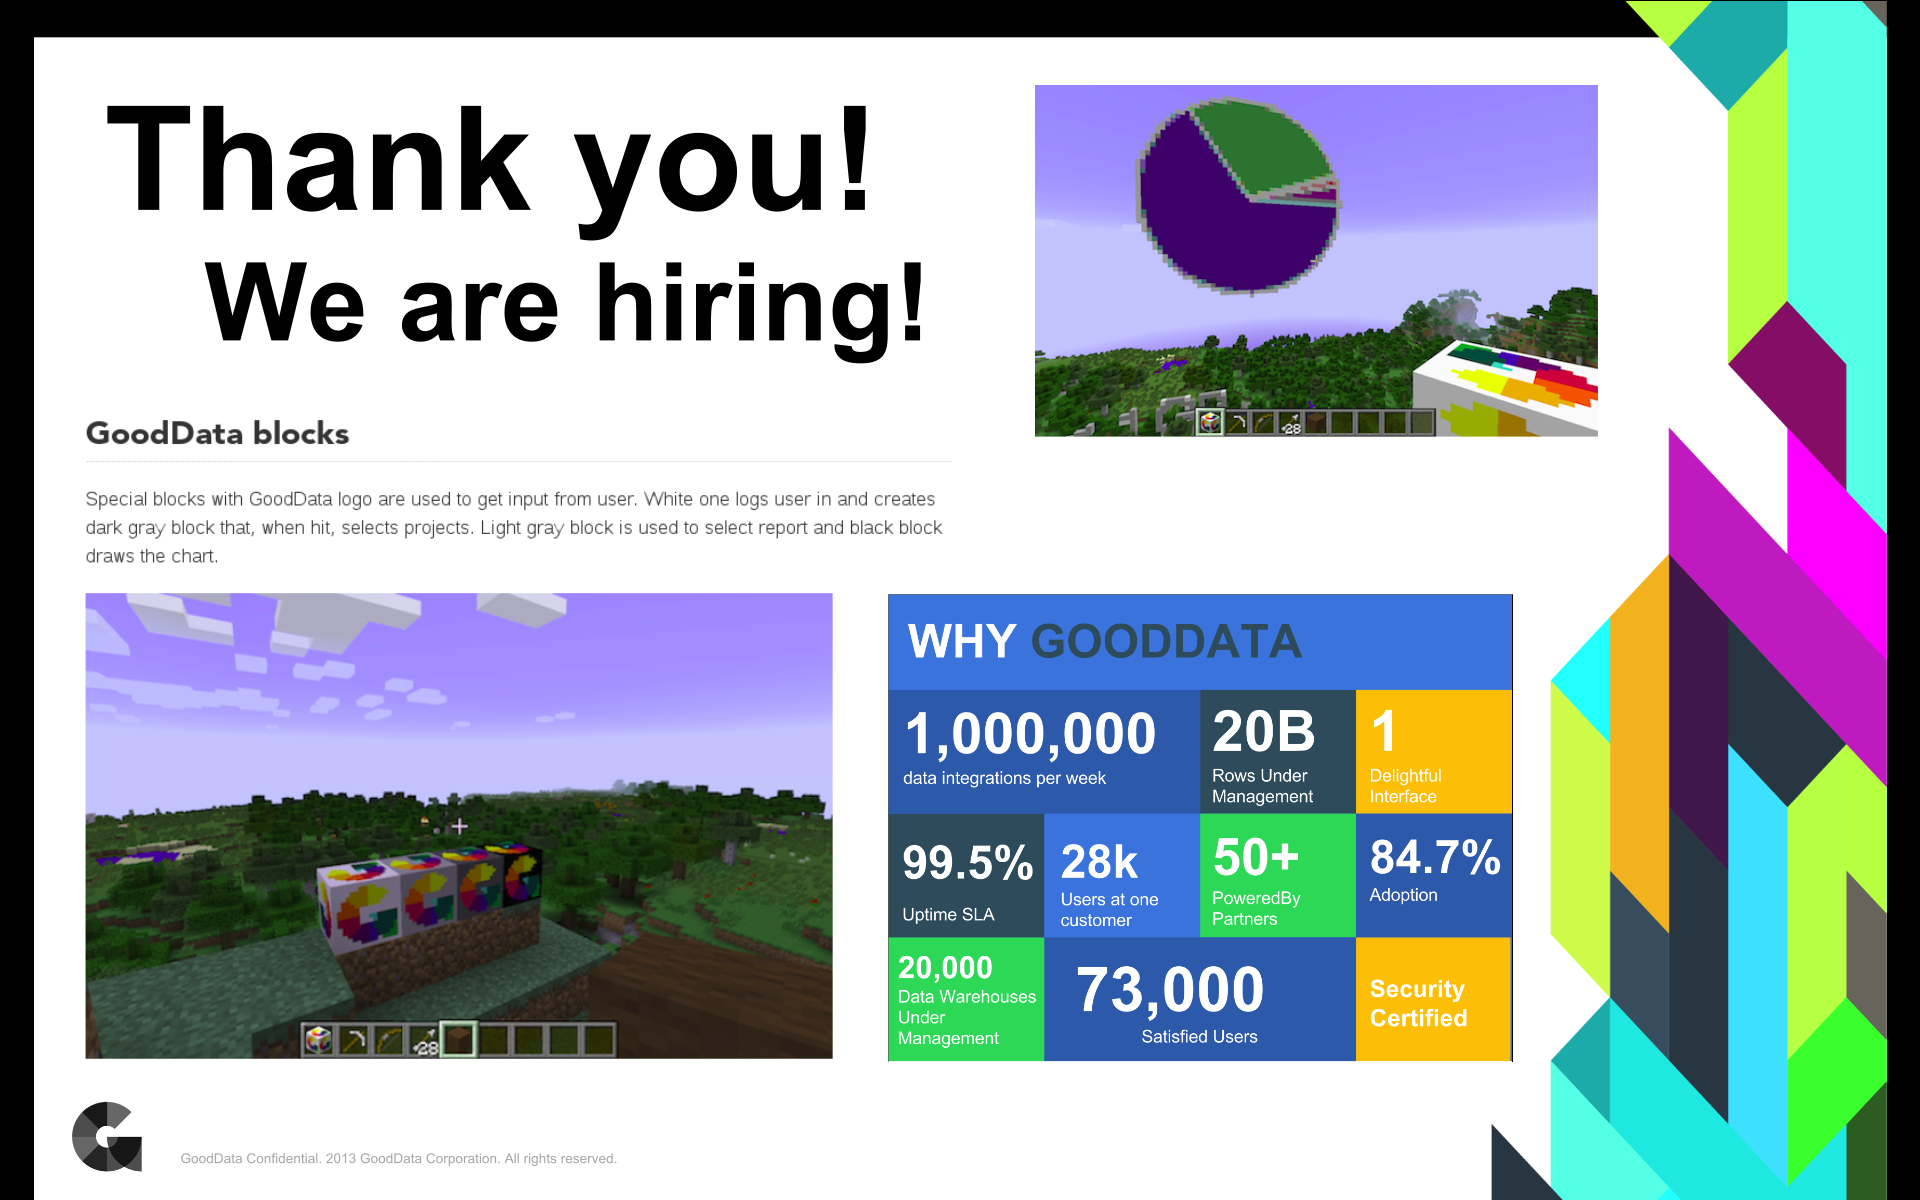 Thank you!
We are hiring!
GoodData blocks
Special blocks with GoodData logo are used to get input from user. White one logs user in and creates
dark gray block that, when hit, selects projects. Light gray block is used to select report and black block
draws the chart.
28
28
WHY GOODDATA
1,000,000
data integrations per week
20B
Rows Under
Management
1
Delightful
Interface
99.5%
Uptime SLA
28k
Users at one
customer
50+
PoweredBy
Partners
84.7%
Adoption
20,000
Data Warehouses
Under
Management
73,000
Satisfied Users
Security
Certified
GoodData Confidential. 2013 GoodData Corporation. All rights reserved.